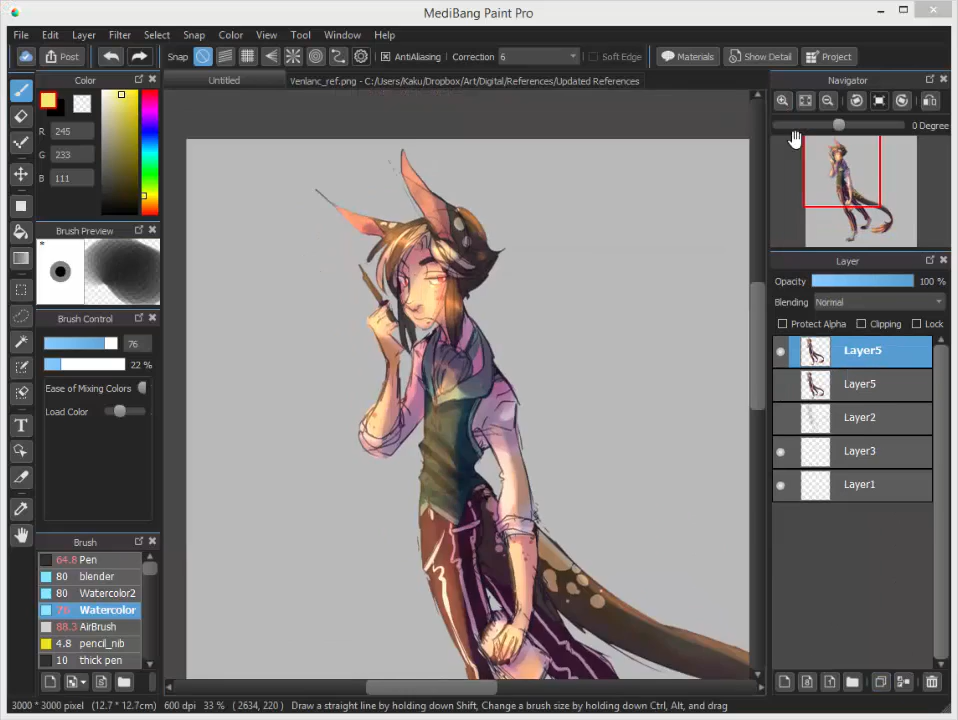 MediBang Paint Pro
File Edit Layer Filter Select Snap Color View Tool Window Help
Post Snap AntiAliasing Correction 6 Soft Edge Materials Show Detail Project
Color
R 245
G 233
B 111
Untitled Venlanc_ref.png - C:/Users/Kaku/Dropbox/Art/Digital/References/Updated References
Navigator
0 Degree
Brush Preview
*
Brush Control
76
22 %
Ease of Mixing Colors
Load Color
T
Brush
64.8 Pen
80 blender
80 Watercolor2
76 Watercolor
88.3 AirBrush
4.8 pencil_nib
10 thick pen
Layer
Opacity 100 %
Blending Normal
Protect Alpha Clipping Lock
Layer5
Layer5
Layer2
Layer3
Layer1
3000 * 3000 pixel (12.7 * 12.7cm) 600 dpi 33 % ( 2634, 220 ) Draw a straight line by holding down Shift, Change a brush size by holding down Ctrl, Alt, and drag